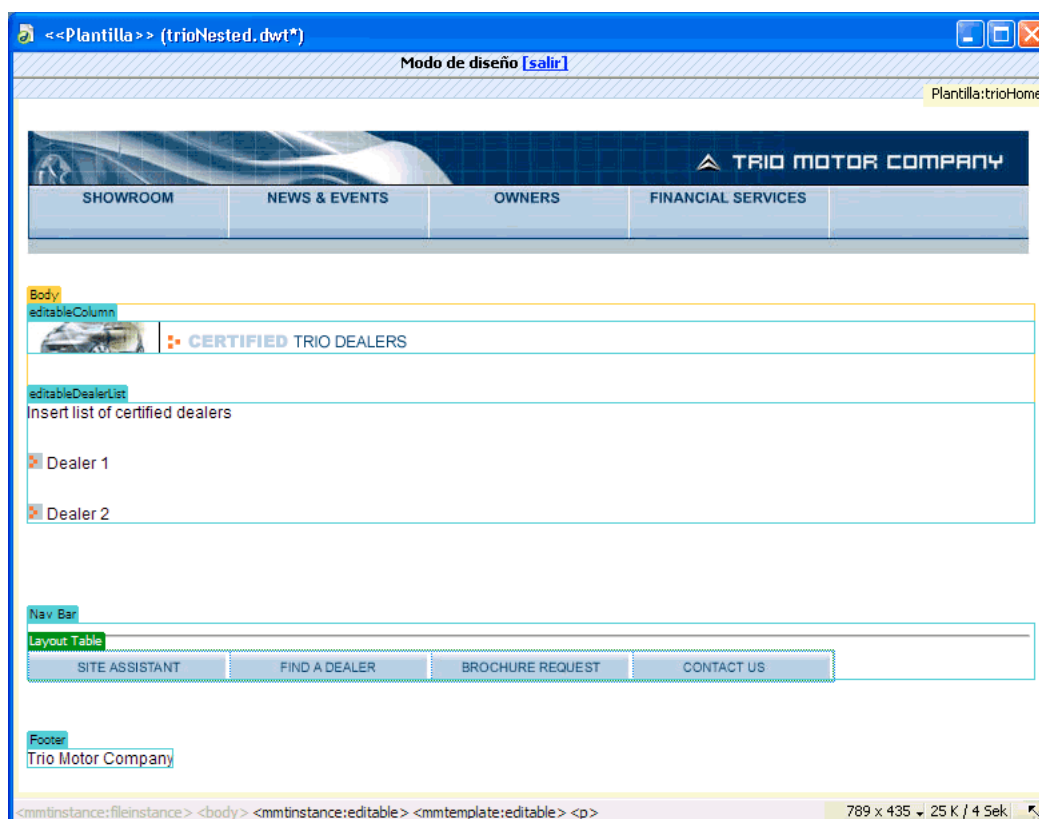 <<Plantilla>> (trioNested.dwt*)
Modo de diseño [salir]
Plantilla:trioHome
TRIO MOTOR COMPANY
SHOWROOM NEWS & EVENTS OWNERS FINANCIAL SERVICES
Body
editableColumn
CERTIFIED TRIO DEALERS
editableDealerList
Insert list of certified dealers
Dealer 1
Dealer 2
Nav Bar
Layout Table
SITE ASSISTANT FIND A DEALER BROCHURE REQUEST CONTACT US
Footer
Trio Motor Company
<mmtinstance:fileinstance> <body> <mmtinstance:editable> <mmtemplate:editable> <p> 789 x 435 25 K / 4 Sek